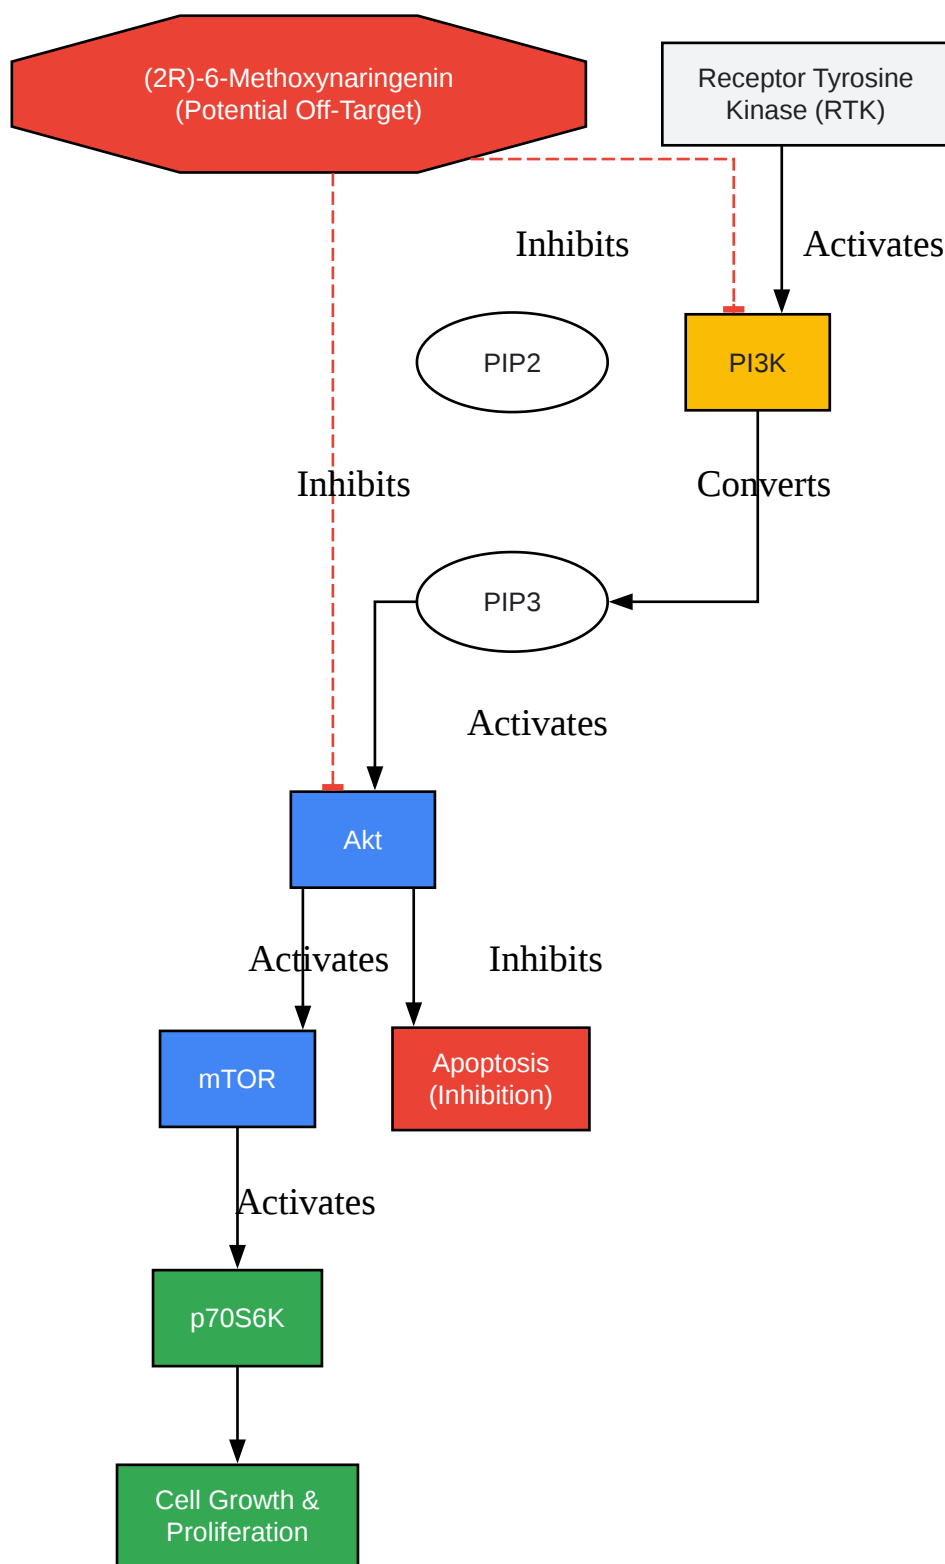 (2R)-6-Methoxynaringenin
(Potential Off-Target)
Receptor Tyrosine
Kinase (RTK)
Inhibits
Activates
PIP2
PI3K
Inhibits
Converts
PIP3
Activates
Akt
Activates
Inhibits
mTOR
Apoptosis
(Inhibition)
Activates
p70S6K
Cell Growth &
Proliferation